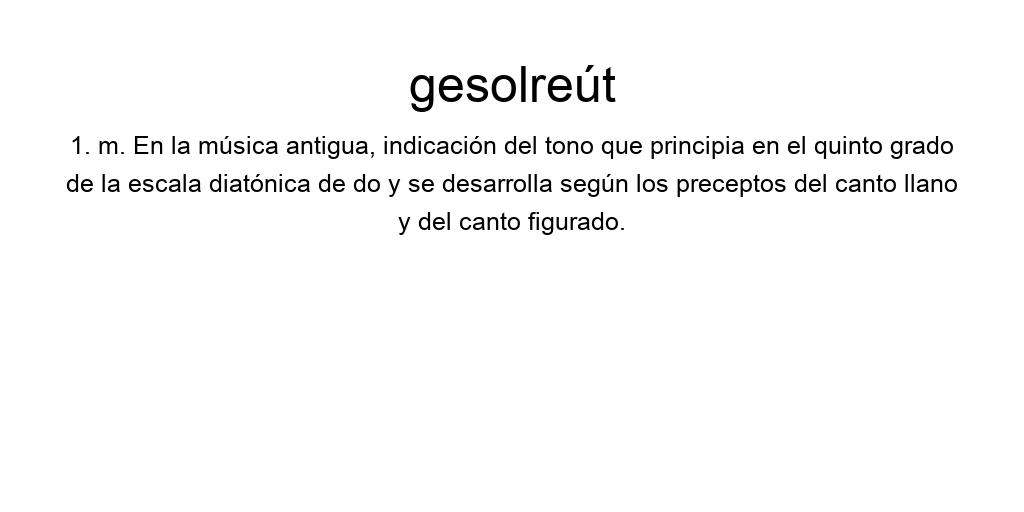 gesolreút
1. m. En la música antigua, indicación del tono que principia en el quinto grado
de la escala diatónica de do y se desarrolla según los preceptos del canto llano
y del canto figurado.